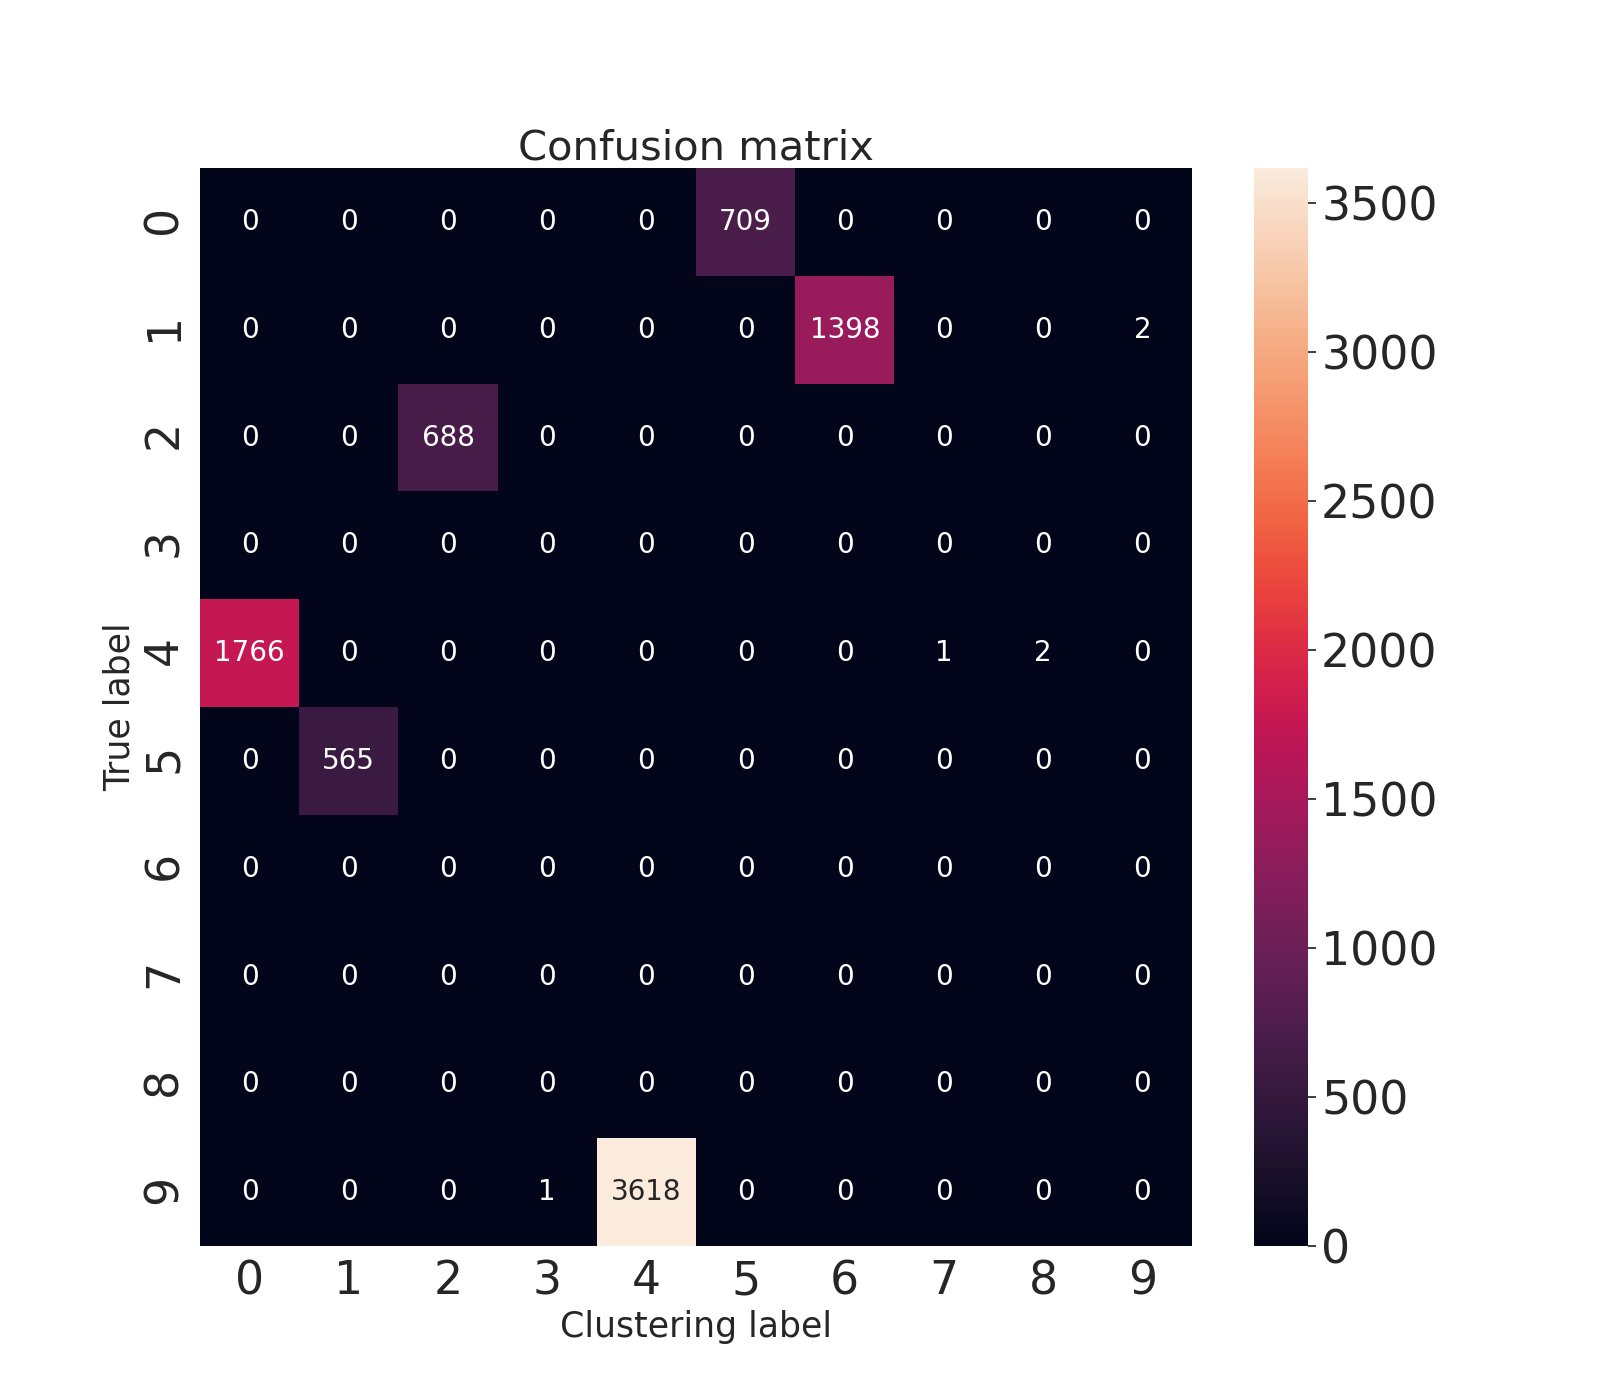 Confusion matrix
0 0 0 0 0 0 709 0 0 0 0
1 0 0 0 0 0 0 1398 0 0 2
2 0 0 688 0 0 0 0 0 0 0
3 0 0 0 0 0 0 0 0 0 0
4 1766 0 0 0 0 0 0 1 2 0
5 0 565 0 0 0 0 0 0 0 0
6 0 0 0 0 0 0 0 0 0 0
7 0 0 0 0 0 0 0 0 0 0
8 0 0 0 0 0 0 0 0 0 0
9 0 0 0 1 3618 0 0 0 0 0
0 1 2 3 4 5 6 7 8 9
True label
Clustering label
3500
3000
2500
2000
1500
1000
500
0